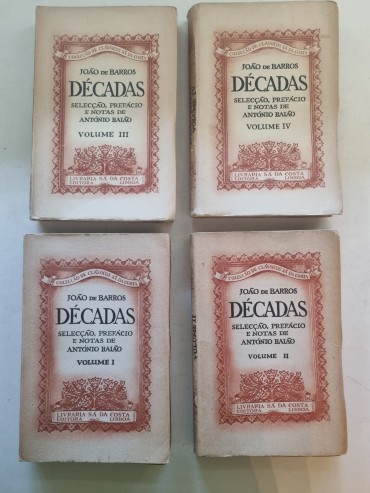 COLECÇÃO DE CLÁSSICOS SÁ DA COSTA
JOÃO DE BARROS
DÉCADAS
SELECÇÃO, PREFÁCIO
E NOTAS DE
ANTÓNIO BAIÃO
VOLUME III
LIVRARIA SÁ DA COSTA
EDITORA LISBOA
COLECÇÃO DE CLÁSSICOS SÁ DA COSTA
JOÃO DE BARROS
DÉCADAS
SELECÇÃO, PREFÁCIO
E NOTAS DE
ANTÓNIO BAIÃO
VOLUME IV
LIVRARIA SÁ DA COSTA
EDITORA LISBOA
COLECÇÃO DE CLÁSSICOS SÁ DA COSTA
JOÃO DE BARROS
DÉCADAS
SELECÇÃO, PREFÁCIO
E NOTAS DE
ANTÓNIO BAIÃO
VOLUME I
LIVRARIA SÁ DA COSTA
EDITORA LISBOA
COLECÇÃO DE CLÁSSICOS SÁ DA COSTA
JOÃO DE BARROS
DÉCADAS
SELECÇÃO, PREFÁCIO
E NOTAS DE
ANTÓNIO BAIÃO
VOLUME II
LIVRARIA SÁ DA COSTA
EDITORA LISBOA
VOLUME II